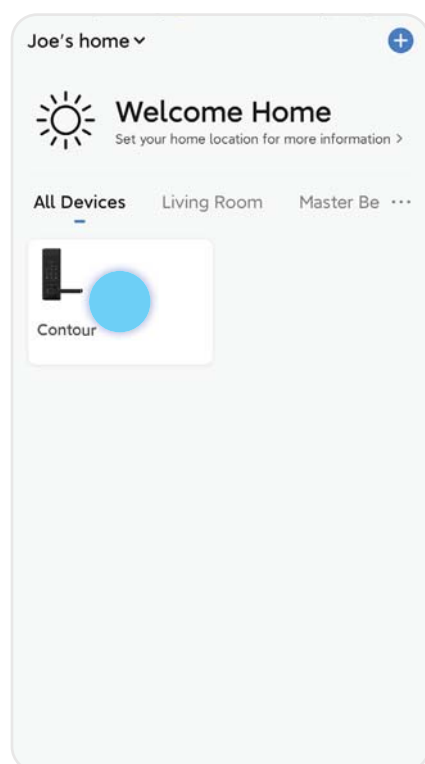 Joe's home
Welcome Home
Set your home location for more information >
All Devices Living Room Master Be ···
Contour